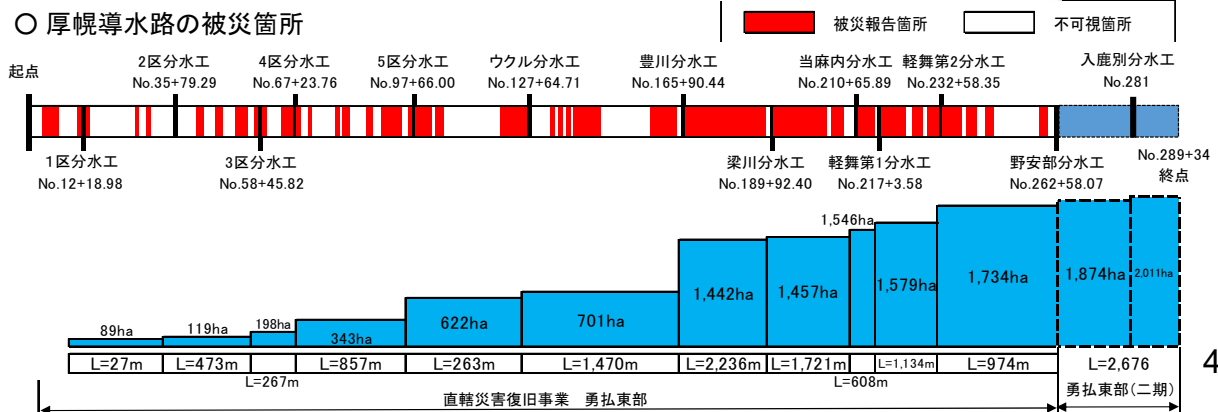 ○ 厚幌導水路の被災箇所
被災報告箇所 不可視箇所
起点
2区分水工
No.35+79.29
4区分水工
No.67+23.76
5区分水工
No.97+66.00
ウクル分水工
No.127+64.71
豊川分水工
No.165+90.44
当麻内分水工
No.210+65.89
軽舞第2分水工
No.232+58.35
入鹿別分水工
No.281
1区分水工
No.12+18.98
3区分水工
No.58+45.82
梁川分水工
No.189+92.40
軽舞第1分水工
No.217+3.58
野安部分水工
No.262+58.07
No.289+34
終点
89ha 119ha 198ha 343ha 622ha 701ha 1,442ha 1,457ha 1,546ha 1,579ha 1,734ha 1,874ha 2,011ha
L=27m L=473m L=857m L=263m L=1,470m L=2,236m L=1,721m L=1,134m L=974m L=2,676
L=267m L=608m
直轄災害復旧事業 勇払東部 勇払東部(二期)
4